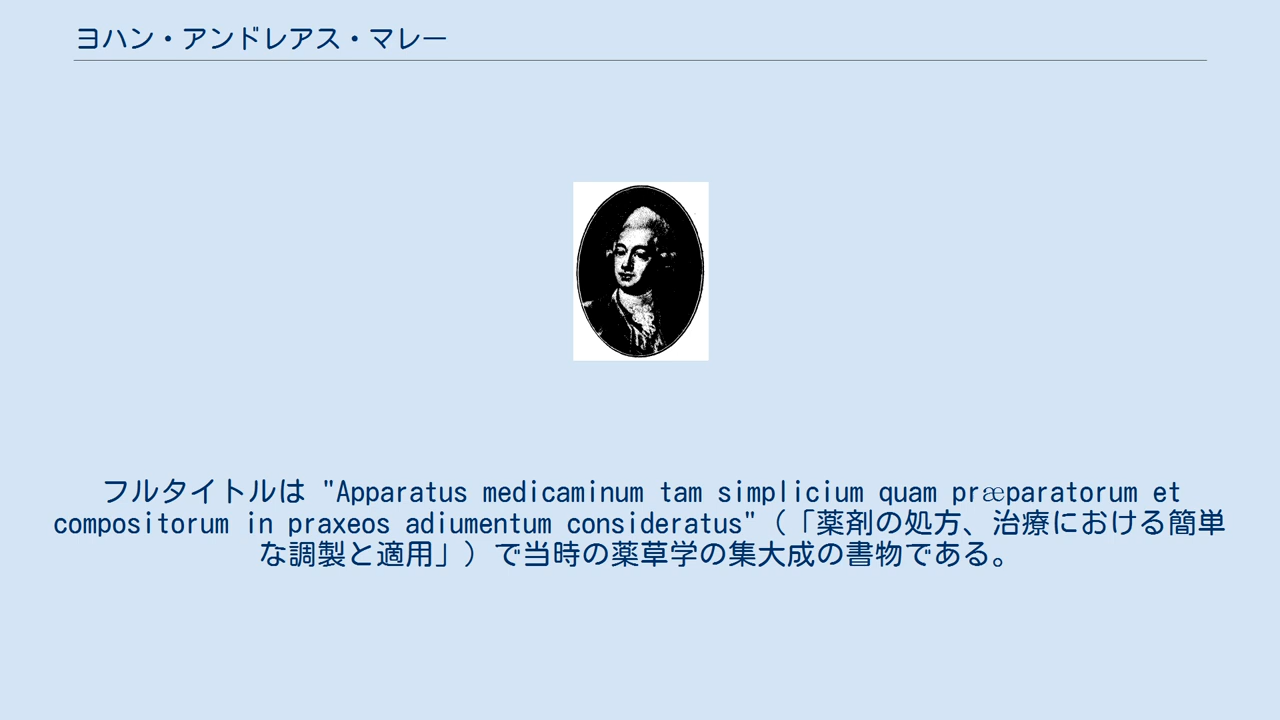 ヨハン・アンドレアス・マレー
フルタイトルは "Apparatus medicaminum tam simplicium quam præparatorum et
compositorum in praxeos adiumentum consideratus"（「薬剤の処方、治療における簡単
な調製と適用」）で当時の薬草学の集大成の書物である。